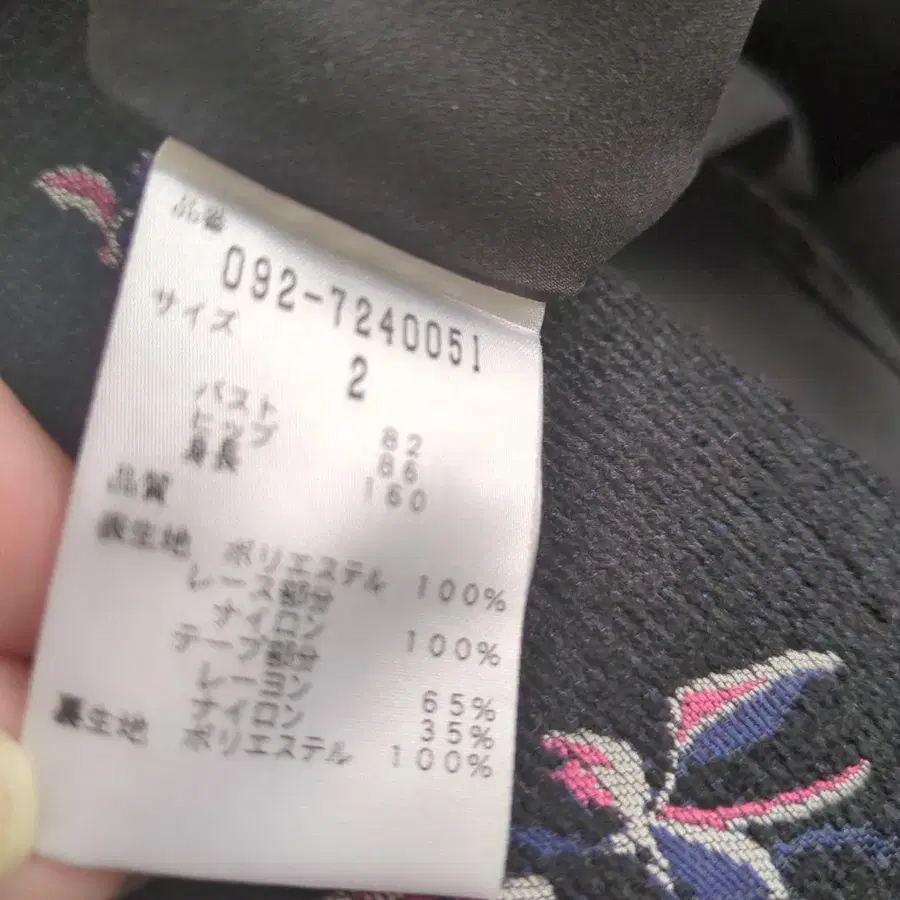 品番
092-7240051
サイズ
2
バスト 82
ヒップ 86
身長 160
品質
表生地 ポリエステル 100%
レース部分
ナイロン 100%
テープ部分
レーヨン 65%
ナイロン 35%
裏生地 ポリエステル 100%